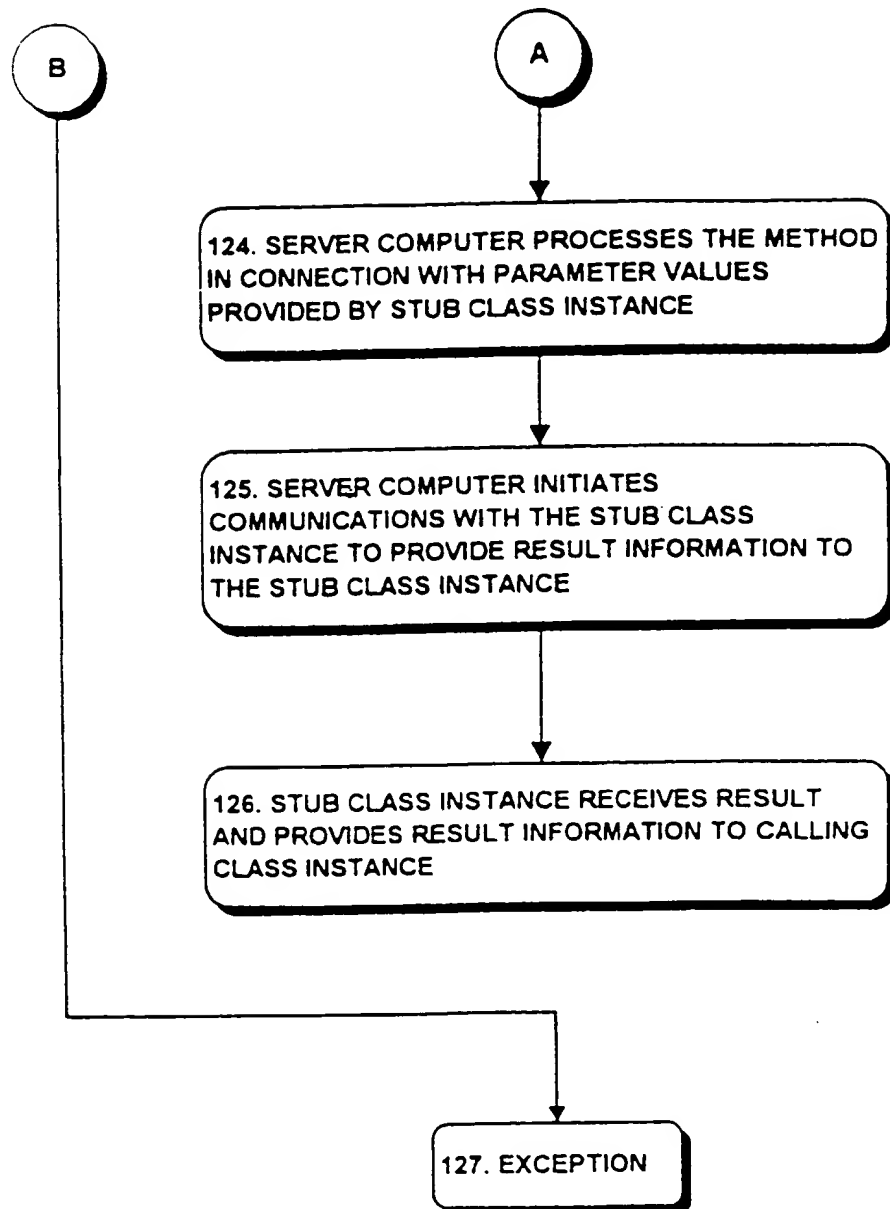 B
A
124. SERVER COMPUTER PROCESSES THE METHOD
IN CONNECTION WITH PARAMETER VALUES
PROVIDED BY STUB CLASS INSTANCE
125. SERVER COMPUTER INITIATES
COMMUNICATIONS WITH THE STUB CLASS
INSTANCE TO PROVIDE RESULT INFORMATION TO
THE STUB CLASS INSTANCE
126. STUB CLASS INSTANCE RECEIVES RESULT
AND PROVIDES RESULT INFORMATION TO CALLING
CLASS INSTANCE
127. EXCEPTION